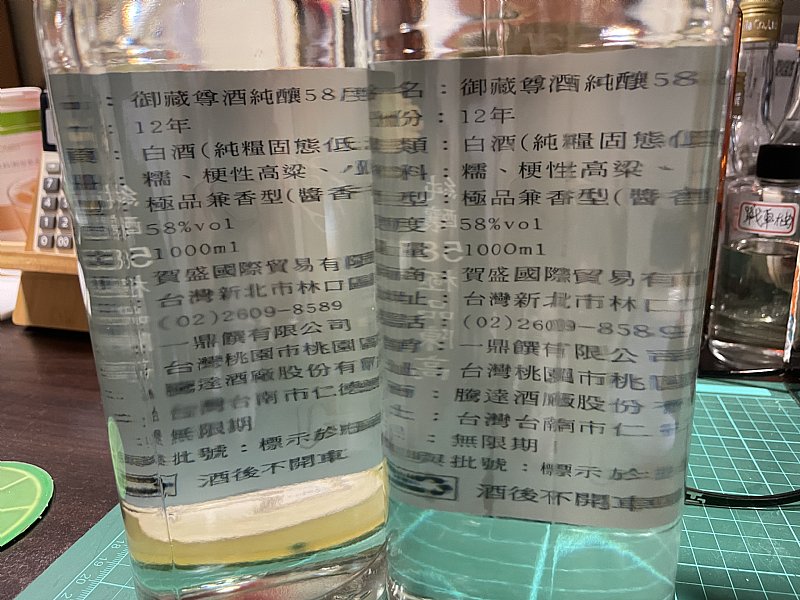 御藏尊酒純釀58度
12年
白酒(純糧固態低
糯、梗性高粱、
極品兼香型(醬香
58%vol
1000ml
賀盛國際貿易有限
台灣新北市林口區
(02)2609-8589
一鼎饌有限公司
台灣桃園市桃園區
騰達酒廠股份有
台灣台南市仁德
無限期
批號:標示於
酒後不開車
名:御藏尊酒純釀58
份:12年
類:白酒(純糧固態低
料:糯、梗性高粱、
型:極品兼香型(醬香
度:58%vol
量:1000ml
商:賀盛國際貿易有
址:台灣新北市林口
話:(02)2609-8589
一鼎饌有限公
址:台灣桃園市桃
騰達酒廠股份
台灣台南市仁
無限期
批號:標示於
酒後不開車